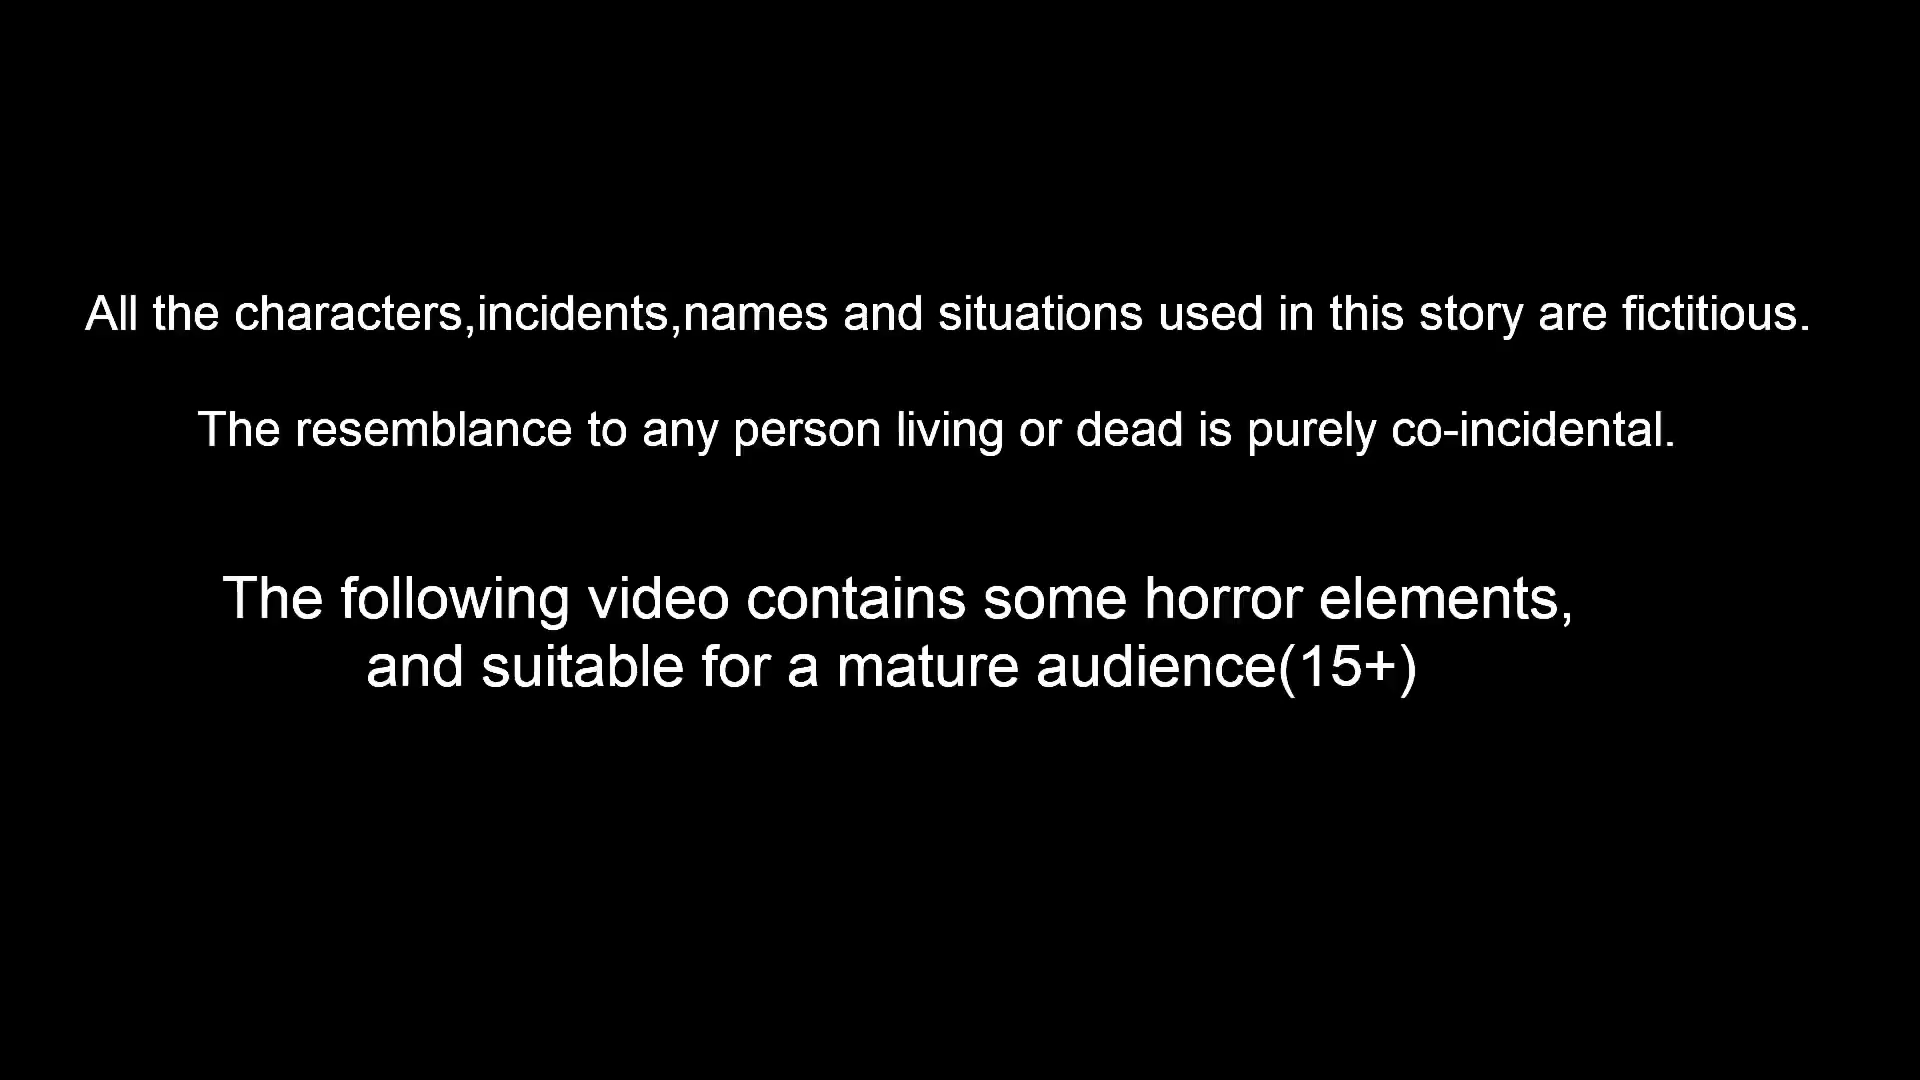 All the characters,incidents,names and situations used in this story are fictitious.
The resemblance to any person living or dead is purely co-incidental.
The following video contains some horror elements,
and suitable for a mature audience(15+)